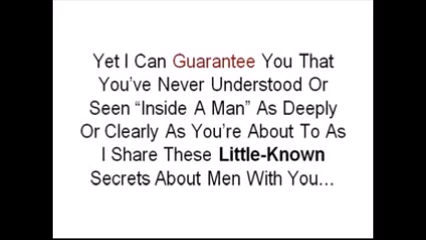 Yet I Can Guarantee You That
You've Never Understood Or
Seen “Inside A Man” As Deeply
Or Clearly As You're About To As
I Share These Little-Known
Secrets About Men With You...